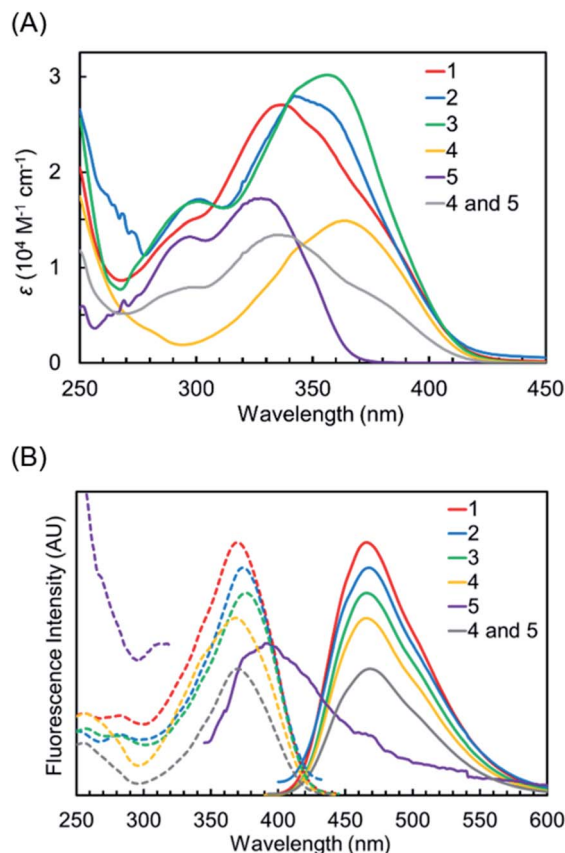 (A)
3
2
1
0
ε (10⁴ M⁻¹ cm⁻¹)
1
2
3
4
5
4 and 5
250 300 350 400 450
Wavelength (nm)
(B)
Fluorescence Intensity (AU)
1
2
3
4
5
4 and 5
250 300 350 400 450 500 550 600
Wavelength (nm)